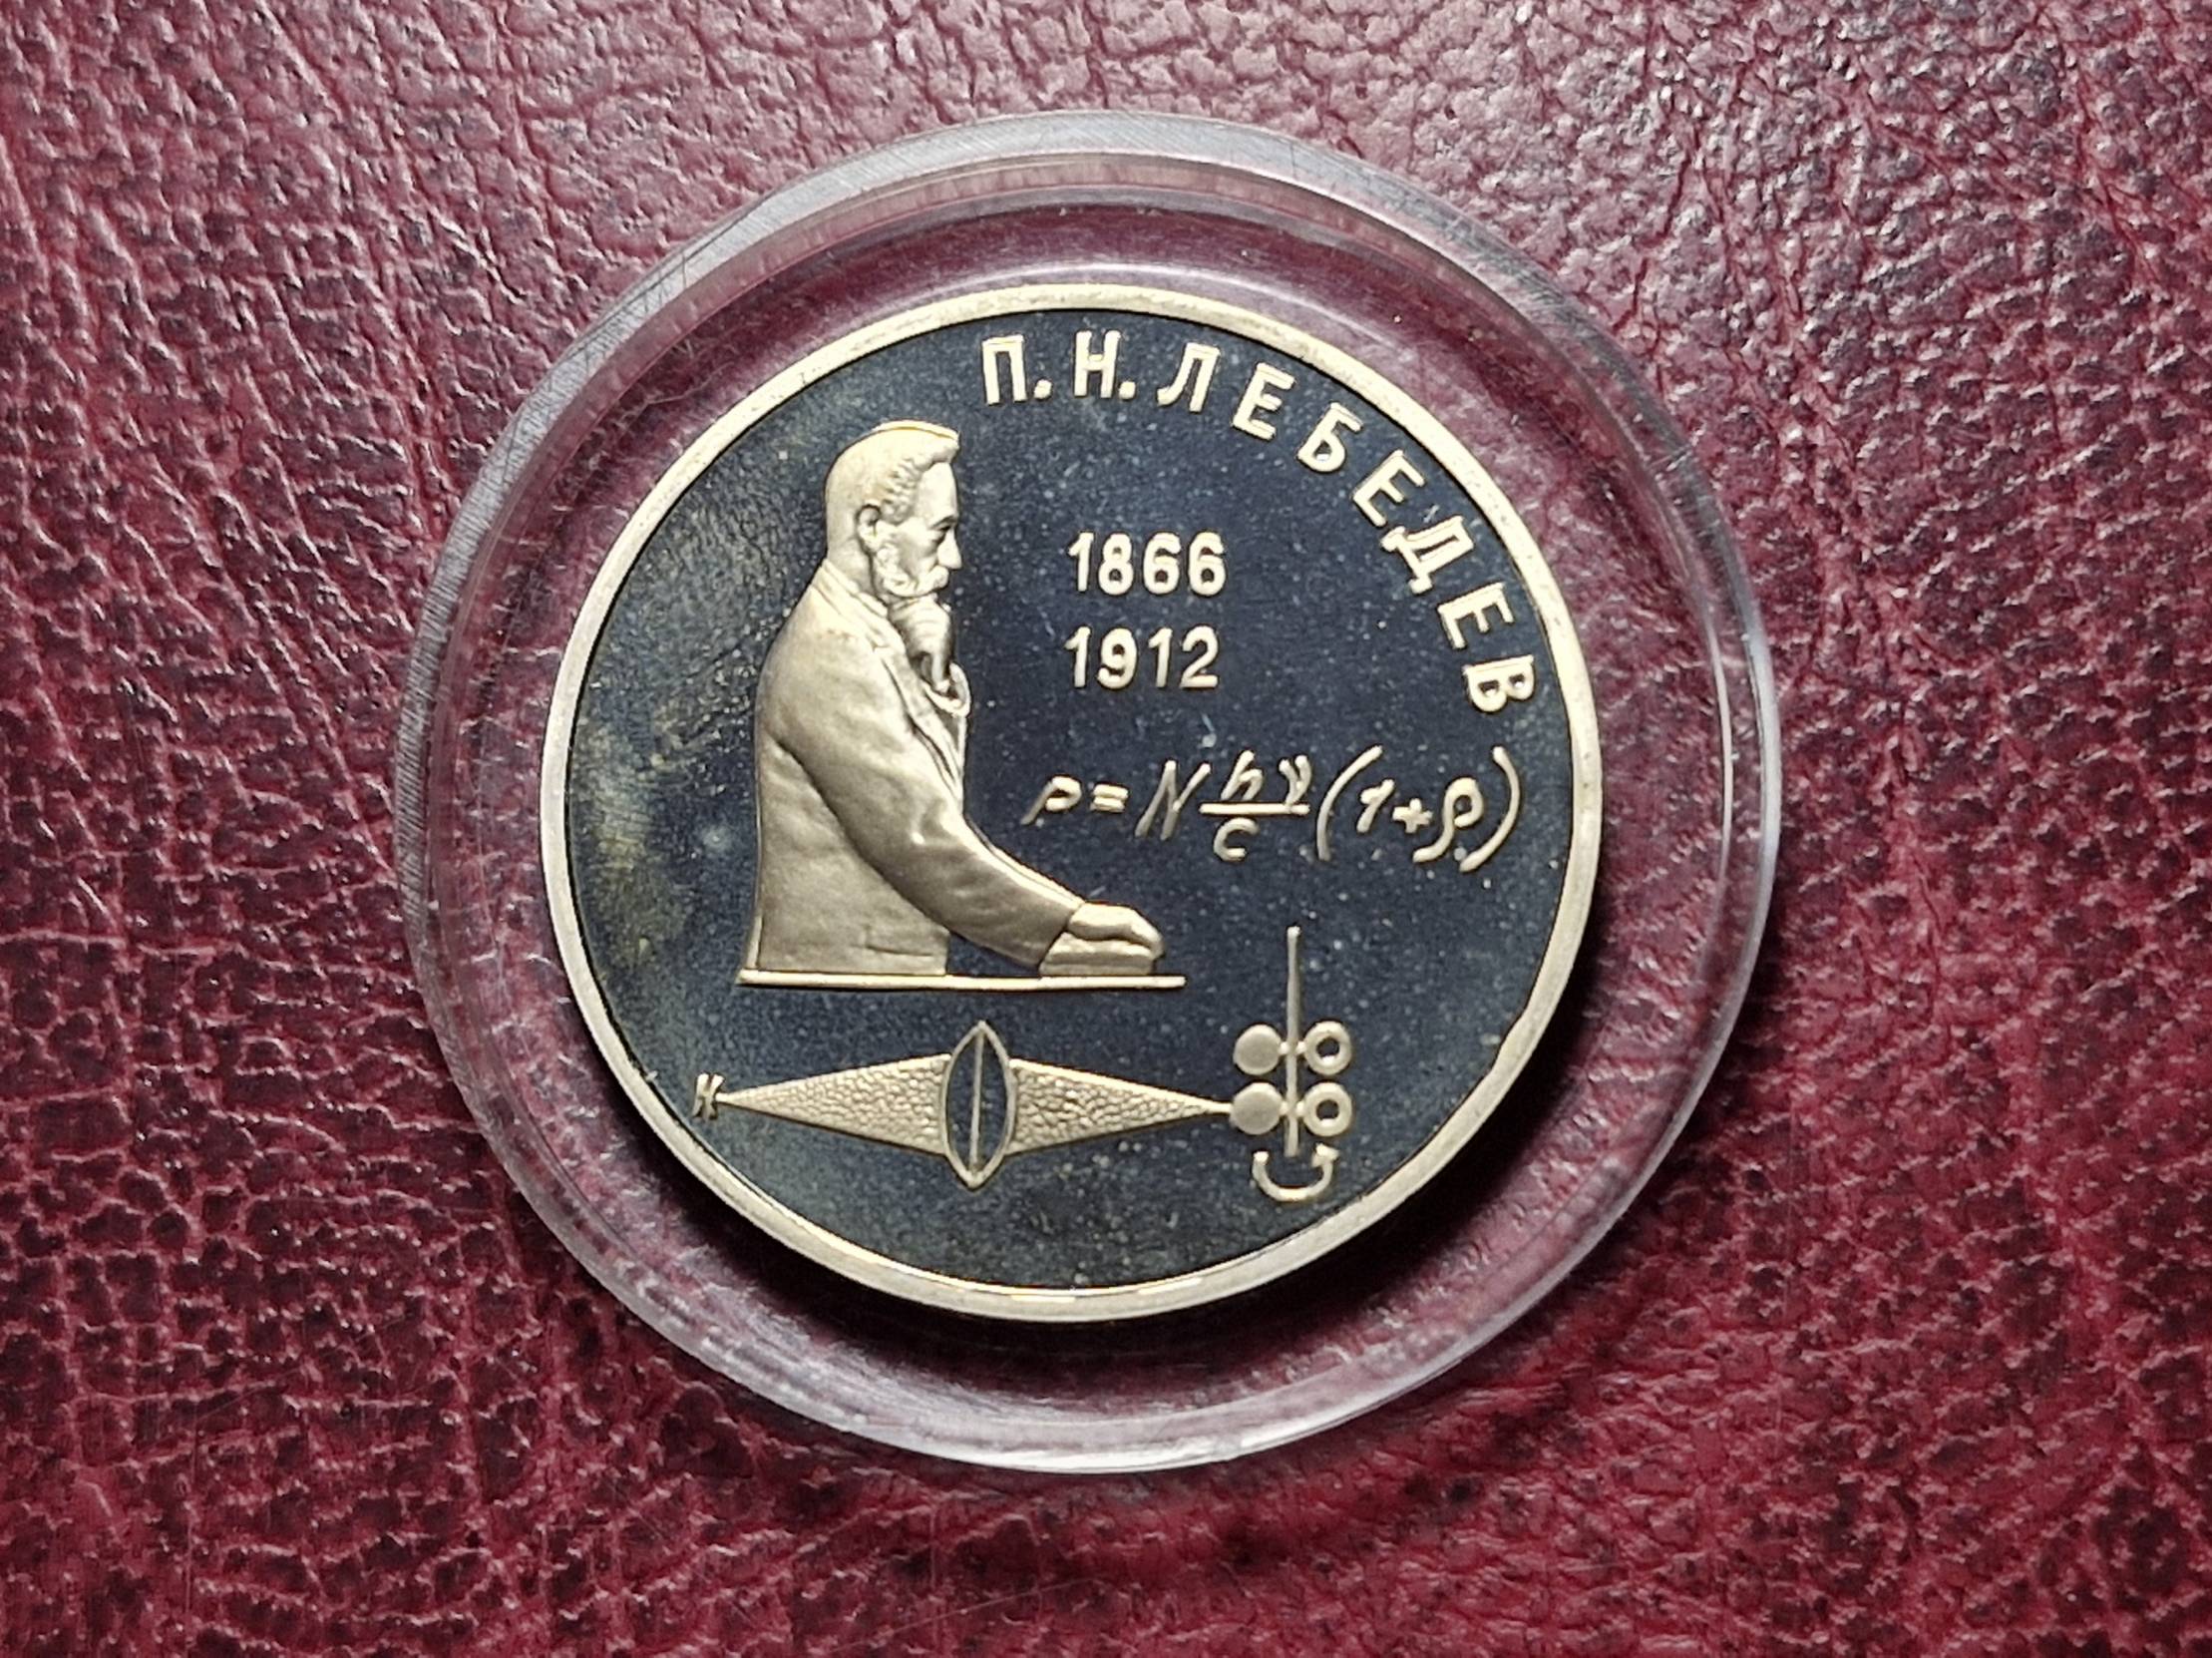 П. Н. ЛЕБЕДЕВ
1866
1912
p = N hν/c (1+ρ)